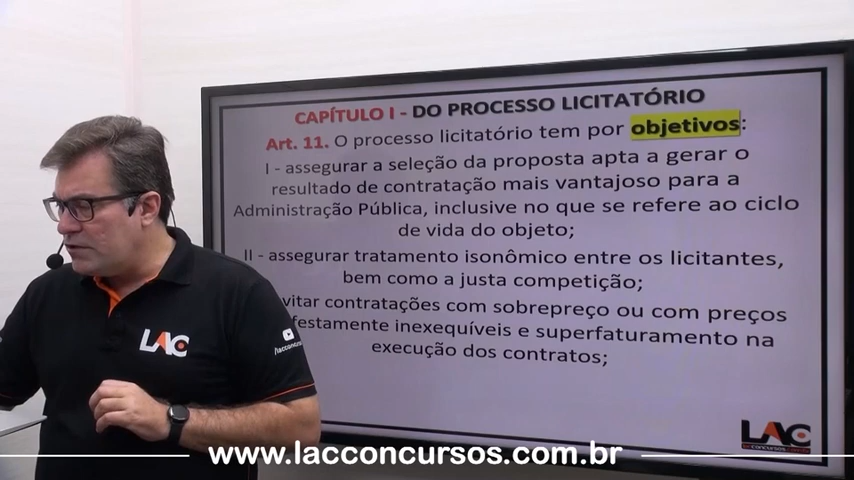 CAPÍTULO I - DO PROCESSO LICITATÓRIO
Art. 11. O processo licitatório tem por objetivos:
I - assegurar a seleção da proposta apta a gerar o
resultado de contratação mais vantajoso para a
Administração Pública, inclusive no que se refere ao ciclo
de vida do objeto;
II - assegurar tratamento isonômico entre os licitantes,
bem como a justa competição;
contratações com sobrepreço ou com preços
inexequíveis e superfaturamento na
execução dos contratos;
LAC
LAC
www.lacconcursos.com.br